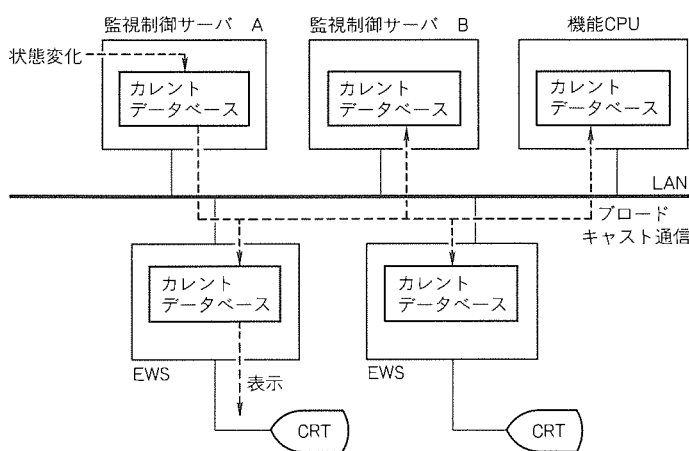 監視制御サーバ A
監視制御サーバ B
機能CPU
状態変化
カレント
データベース
カレント
データベース
カレント
データベース
LAN
ブロード
キャスト通信
カレント
データベース
カレント
データベース
EWS
表示
EWS
CRT
CRT